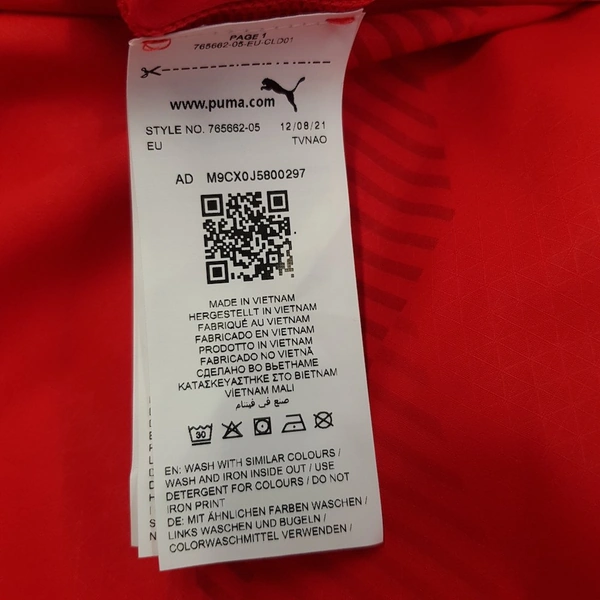 PAGE 1
765662-05-EU-CLD01
www.puma.com
STYLE NO. 765662-05 12/08/21
EU TVNAO
AD M9CX0J5800297
MADE IN VIETNAM
HERGESTELLT IN VIETNAM
FABRIQUÉ AU VIETNAM
FABRICADO EN VIETNAM
PRODOTTO IN VIETNAM
FABRICADO NO VIETNÃ
СДЕЛАНО ВО ВЬЕТНАМЕ
ΚΑΤΑΣΚΕΥΑΣΤΗΚΕ ΣΤΟ ΒΙΕΤΝΑΜ
VİETNAM MALI
صنع في فيتنام
30
EN: WASH WITH SIMILAR COLOURS /
WASH AND IRON INSIDE OUT / USE
DETERGENT FOR COLOURS / DO NOT
IRON PRINT
DE: MIT ÄHNLICHEN FARBEN WASCHEN /
LINKS WASCHEN UND BUGELN /
COLORWASCHMITTEL VERWENDEN /